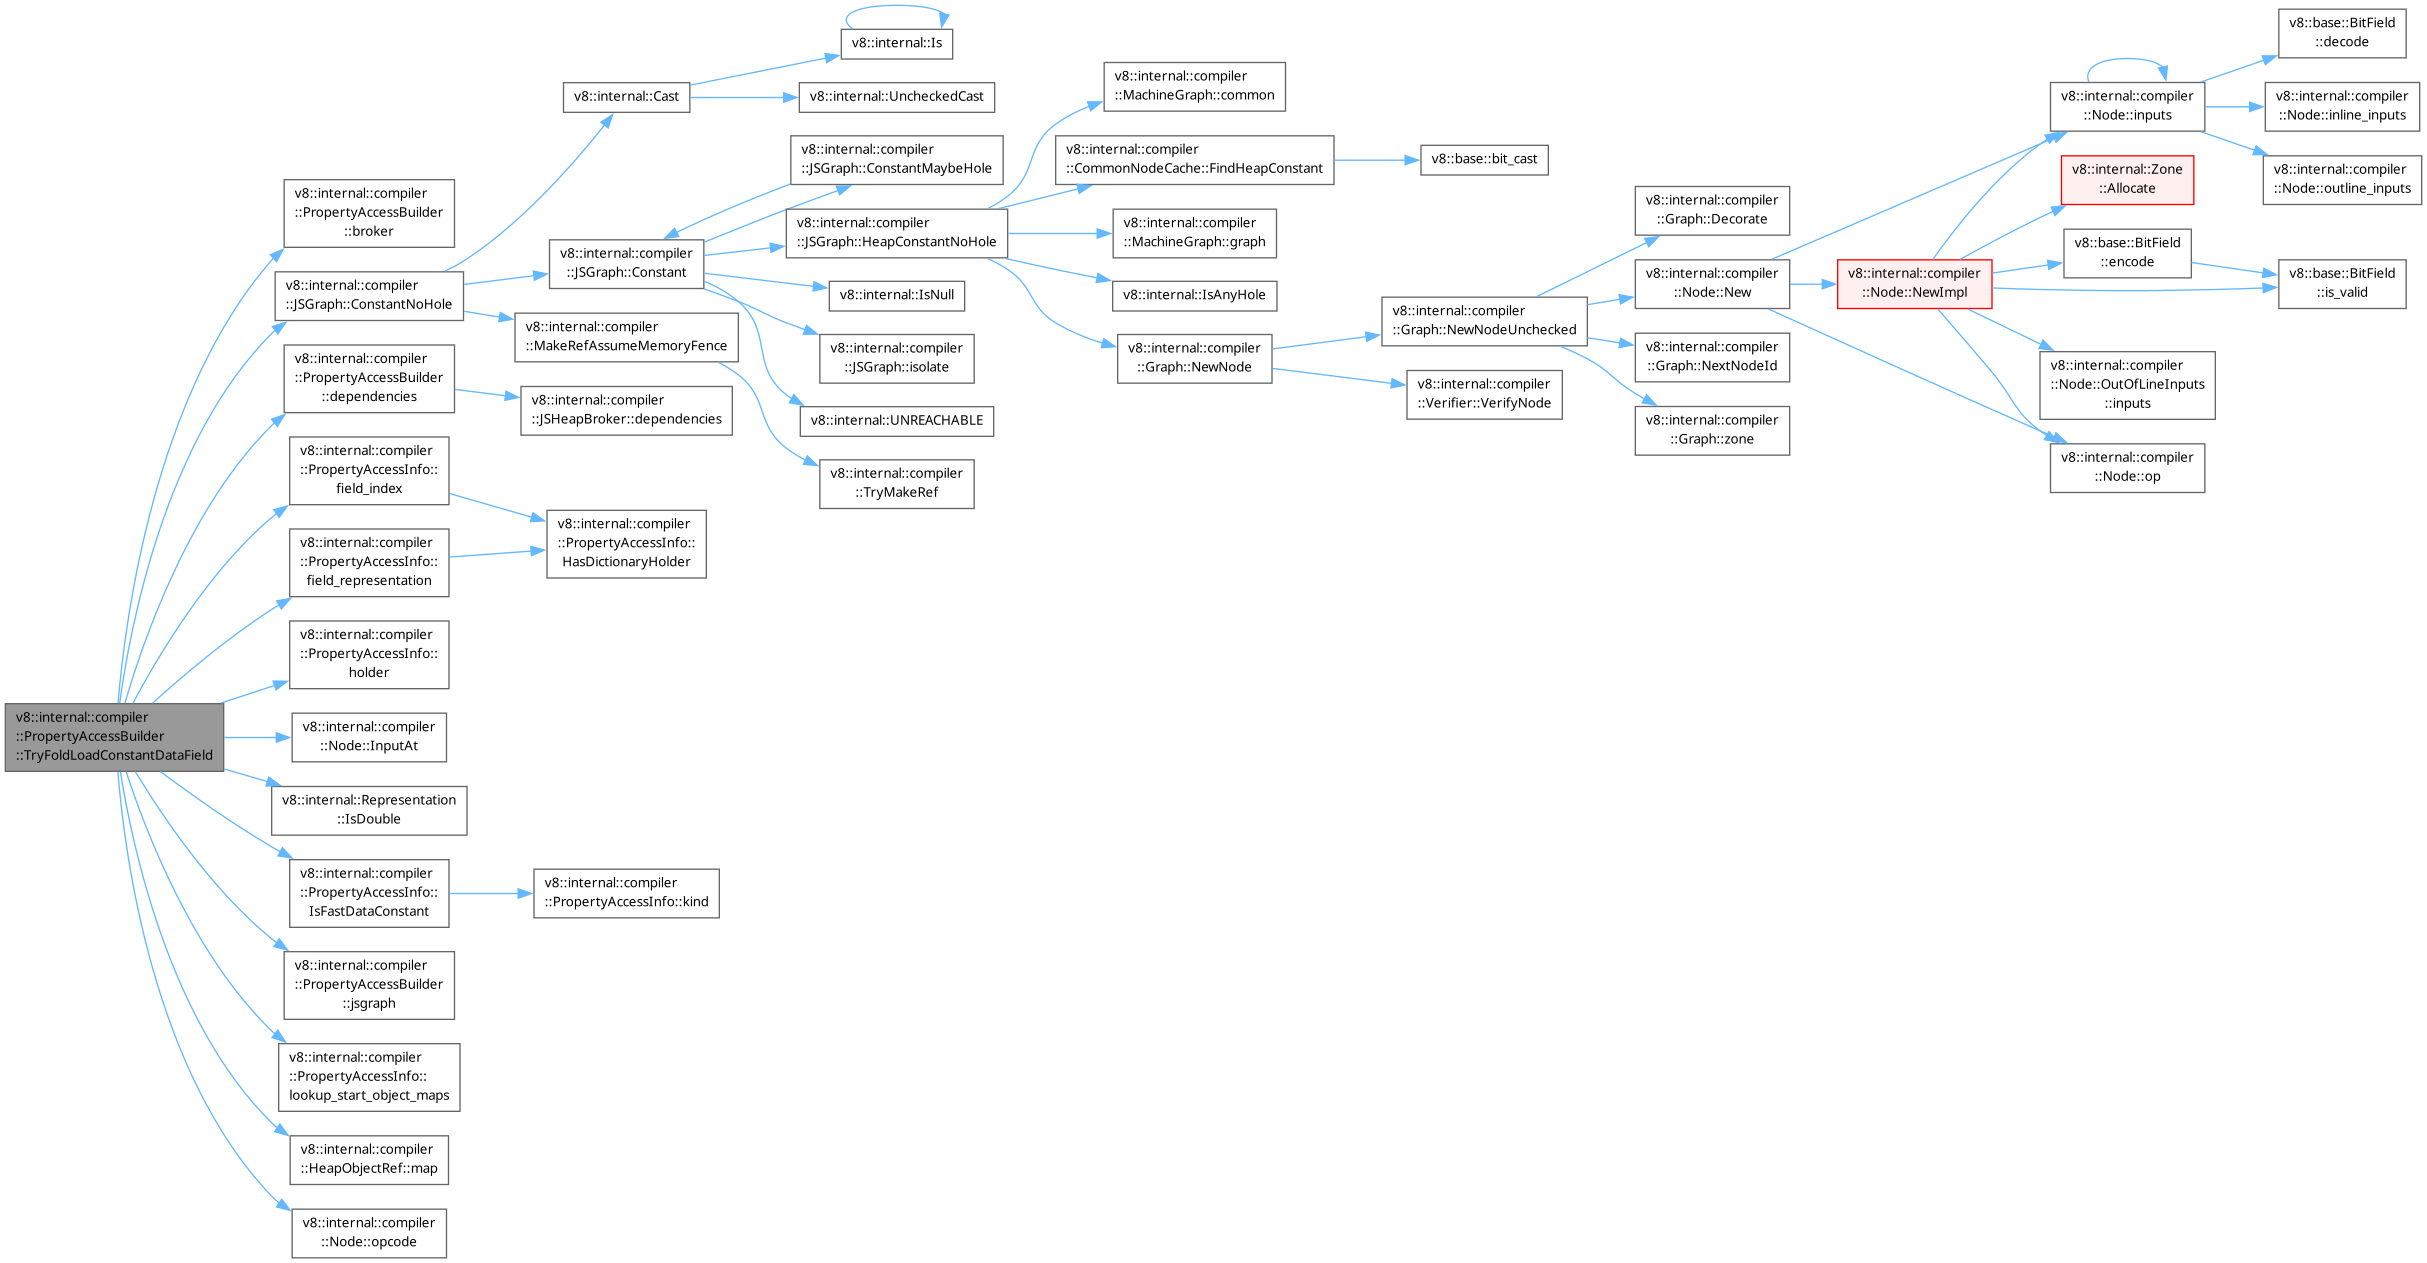 v8::internal::compiler
::PropertyAccessBuilder
::TryFoldLoadConstantDataField
v8::internal::compiler
::PropertyAccessBuilder
::broker
v8::internal::compiler
::JSGraph::ConstantNoHole
v8::internal::compiler
::PropertyAccessBuilder
::dependencies
v8::internal::compiler
::PropertyAccessInfo::
field_index
v8::internal::compiler
::PropertyAccessInfo::
field_representation
v8::internal::compiler
::PropertyAccessInfo::
holder
v8::internal::compiler
::Node::InputAt
v8::internal::Representation
::IsDouble
v8::internal::compiler
::PropertyAccessInfo::
IsFastDataConstant
v8::internal::compiler
::PropertyAccessBuilder
::jsgraph
v8::internal::compiler
::PropertyAccessInfo::
lookup_start_object_maps
v8::internal::compiler
::HeapObjectRef::map
v8::internal::compiler
::Node::opcode
v8::internal::Cast
v8::internal::compiler
::JSGraph::Constant
v8::internal::compiler
::MakeRefAssumeMemoryFence
v8::internal::compiler
::JSHeapBroker::dependencies
v8::internal::compiler
::PropertyAccessInfo::
HasDictionaryHolder
v8::internal::compiler
::PropertyAccessInfo::kind
v8::internal::Is
v8::internal::UncheckedCast
v8::internal::compiler
::JSGraph::ConstantMaybeHole
v8::internal::compiler
::JSGraph::HeapConstantNoHole
v8::internal::IsNull
v8::internal::compiler
::JSGraph::isolate
v8::internal::UNREACHABLE
v8::internal::compiler
::TryMakeRef
v8::internal::compiler
::MachineGraph::common
v8::internal::compiler
::CommonNodeCache::FindHeapConstant
v8::internal::compiler
::MachineGraph::graph
v8::internal::IsAnyHole
v8::internal::compiler
::Graph::NewNode
v8::base::bit_cast
v8::internal::compiler
::Graph::NewNodeUnchecked
v8::internal::compiler
::Verifier::VerifyNode
v8::internal::compiler
::Graph::Decorate
v8::internal::compiler
::Node::New
v8::internal::compiler
::Graph::NextNodeId
v8::internal::compiler
::Graph::zone
v8::internal::compiler
::Node::NewImpl
v8::internal::compiler
::Node::inputs
v8::internal::Zone
::Allocate
v8::base::BitField
::encode
v8::internal::compiler
::Node::OutOfLineInputs
::inputs
v8::internal::compiler
::Node::op
v8::base::BitField
::decode
v8::internal::compiler
::Node::inline_inputs
v8::internal::compiler
::Node::outline_inputs
v8::base::BitField
::is_valid